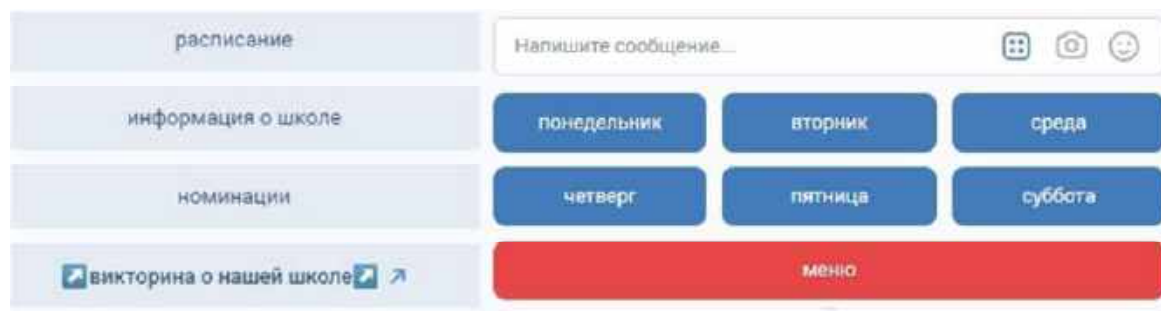 расписание
информация о школе
номинации
↗викторина о нашей школе↗ ↗
Напишите сообщение...
понедельник вторник среда
четверг пятница суббота
меню